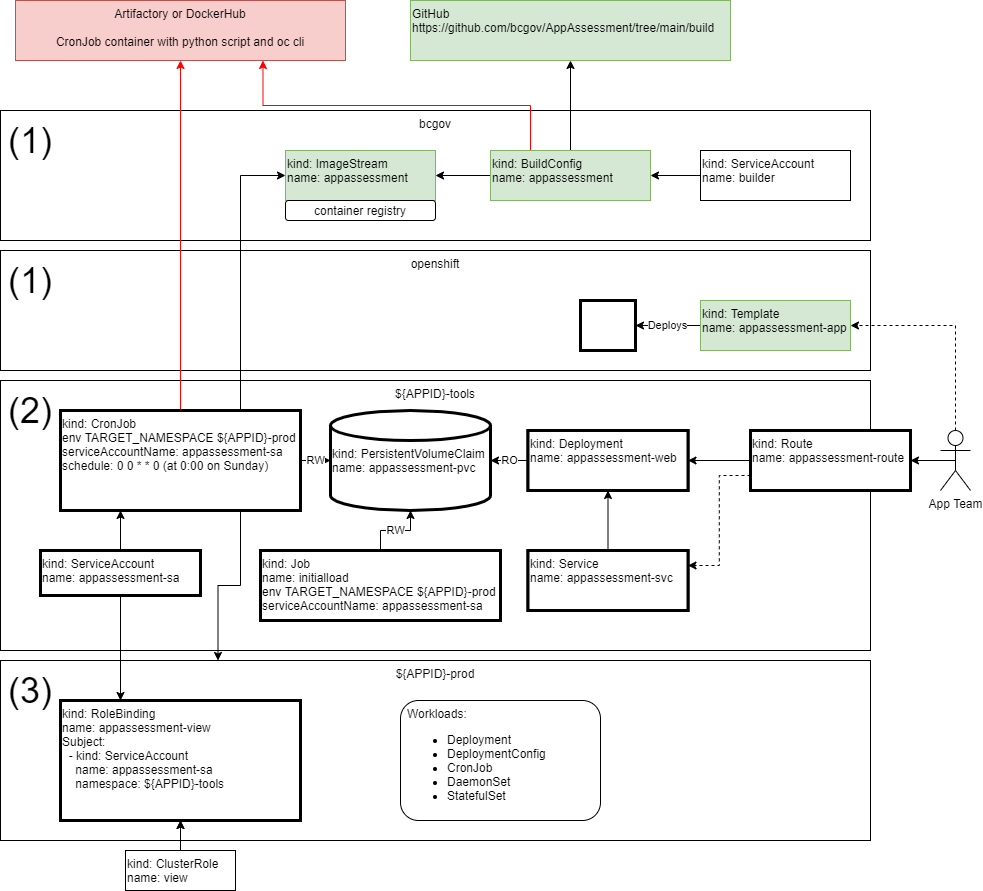 Artifactory or DockerHub
CronJob container with python script and oc cli
GitHub
https://github.com/bcgov/AppAssessment/tree/main/build
(1)
bcgov
kind: ImageStream
name: appassessment
container registry
kind: BuildConfig
name: appassessment
kind: ServiceAccount
name: builder
(1)
openshift
Deploys
kind: Template
name: appassessment-app
(2)
${APPID}-tools
kind: CronJob
env TARGET_NAMESPACE ${APPID}-prod
serviceAccountName: appassessment-sa
schedule: 0 0 * * 0 (at 0:00 on Sunday)
RW
kind: PersistentVolumeClaim
name: appassessment-pvc
RO
kind: Deployment
name: appassessment-web
kind: Route
name: appassessment-route
App Team
RW
kind: ServiceAccount
name: appassessment-sa
kind: Job
name: initialload
env TARGET_NAMESPACE ${APPID}-prod
serviceAccountName: appassessment-sa
kind: Service
name: appassessment-svc
(3)
${APPID}-prod
kind: RoleBinding
name: appassessment-view
Subject:
- kind: ServiceAccount
name: appassessment-sa
namespace: ${APPID}-tools
Workloads:
• Deployment
• DeploymentConfig
• CronJob
• DaemonSet
• StatefulSet
kind: ClusterRole
name: view